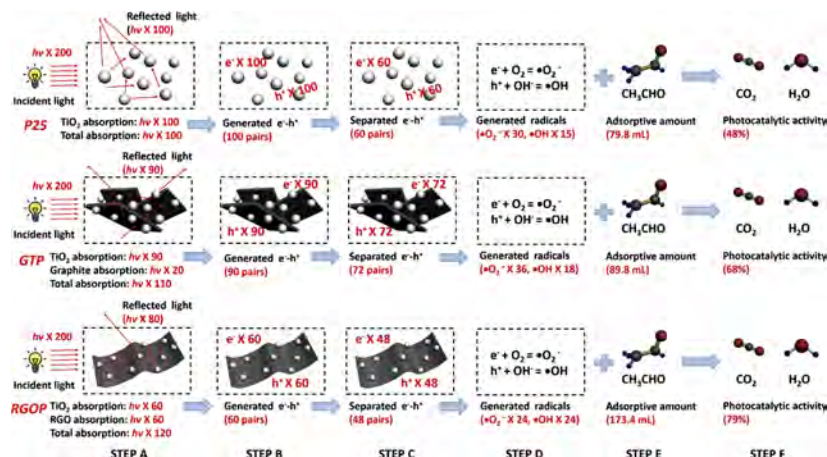 Reflected light
(hν X 100)
hν X 200
Incident light
P25
TiO₂ absorption: hν X 100
Total absorption: hν X 100
e⁻X 100
h⁺X 100
Generated e⁻-h⁺
(100 pairs)
e⁻X 60
h⁺X 60
Separated e⁻-h⁺
(60 pairs)
e⁻ + O₂ = •O₂⁻
h⁺ + OH⁻ = •OH
Generated radicals
(•O₂⁻ X 30, •OH X 15)
CH₃CHO
Adsorptive amount
(79.8 mL)
CO₂
H₂O
Photocatalytic activity
(48%)
Reflected light
(hν X 90)
hν X 200
Incident light
GTP
TiO₂ absorption: hν X 90
Graphite absorption: hν X 20
Total absorption: hν X 110
e⁻X 90
h⁺X 90
Generated e⁻-h⁺
(90 pairs)
e⁻X 72
h⁺X 72
Separated e⁻-h⁺
(72 pairs)
e⁻ + O₂ = •O₂⁻
h⁺ + OH⁻ = •OH
Generated radicals
(•O₂⁻ X 36, •OH X 18)
CH₃CHO
Adsorptive amount
(89.8 mL)
CO₂
H₂O
Photocatalytic activity
(68%)
Reflected light
(hν X 80)
hν X 200
Incident light
RGOP
TiO₂ absorption: hν X 60
RGO absorption: hν X 60
Total absorption: hν X 120
e⁻X 60
h⁺X 60
Generated e⁻-h⁺
(60 pairs)
e⁻X 48
h⁺X 48
Separated e⁻-h⁺
(48 pairs)
e⁻ + O₂ = •O₂⁻
h⁺ + OH⁻ = •OH
Generated radicals
(•O₂⁻ X 24, •OH X 24)
CH₃CHO
Adsorptive amount
(173.4 mL)
CO₂
H₂O
Photocatalytic activity
(79%)
STEP A
STEP B
STEP C
STEP D
STEP E
STEP F